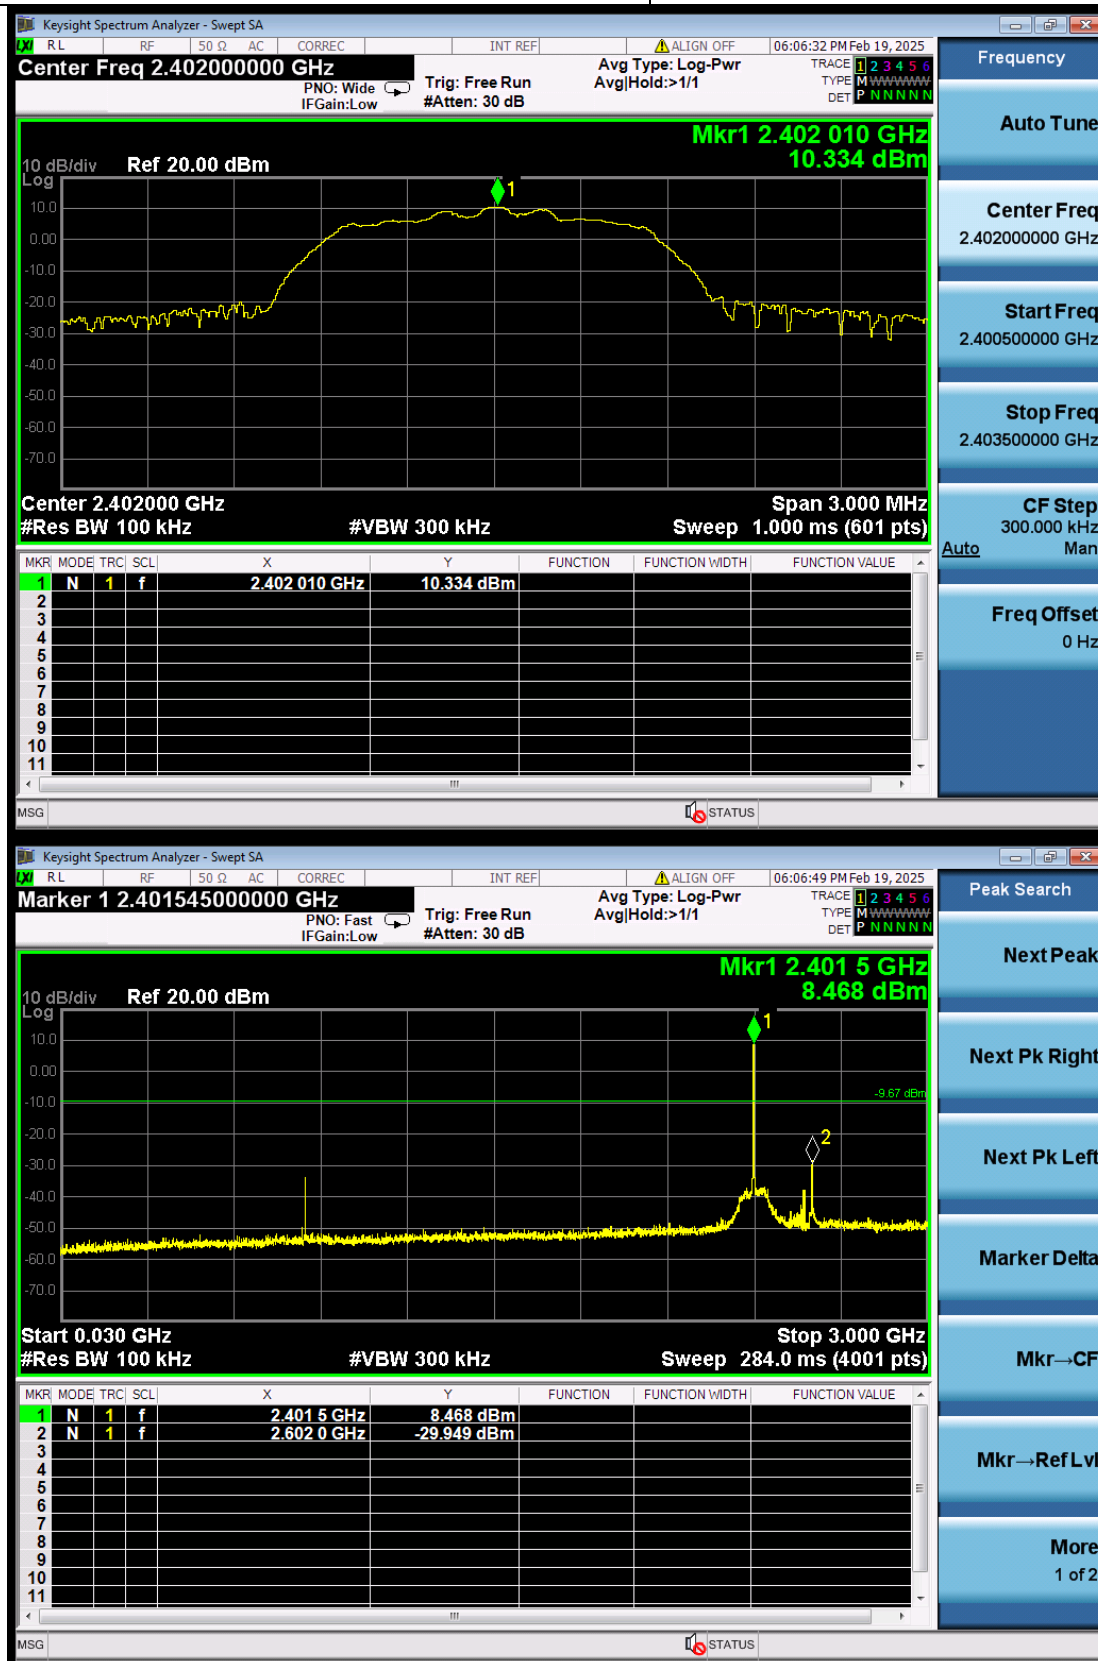 Keysight Spectrum Analyzer - Swept SA
LXI RL RF 50 Ω AC CORREC INT REF ALIGN OFF 06:06:32 PM Feb 19, 2025
Center Freq 2.402000000 GHz
PNO: Wide
IFGain:Low
Trig: Free Run
#Atten: 30 dB
Avg Type: Log-Pwr
Avg|Hold:>1/1
TRACE 1 2 3 4 5 6
TYPE M WWWWW
DET P N N N N N
Frequency
Auto Tune
Center Freq
2.402000000 GHz
Start Freq
2.400500000 GHz
Stop Freq
2.403500000 GHz
CF Step
300.000 kHz
Auto Man
Freq Offset
0 Hz
Mkr1 2.402 010 GHz
10.334 dBm
10 dB/div Ref 20.00 dBm
Log
1
10.0
0.00
-10.0
-20.0
-30.0
-40.0
-50.0
-60.0
-70.0
Center 2.402000 GHz Span 3.000 MHz
#Res BW 100 kHz #VBW 300 kHz Sweep 1.000 ms (601 pts)
MKR MODE TRC SCL X Y FUNCTION FUNCTION WIDTH FUNCTION VALUE
1 N 1 f 2.402 010 GHz 10.334 dBm
2
3
4
5
6
7
8
9
10
11
MSG STATUS
Keysight Spectrum Analyzer - Swept SA
LXI RL RF 50 Ω AC CORREC INT REF ALIGN OFF 06:06:49 PM Feb 19, 2025
Marker 1 2.401545000000 GHz
PNO: Fast
IFGain:Low
Trig: Free Run
#Atten: 30 dB
Avg Type: Log-Pwr
Avg|Hold:>1/1
TRACE 1 2 3 4 5 6
TYPE M WWWWW
DET P N N N N N
Peak Search
Next Peak
Next Pk Right
Next Pk Left
Marker Delta
Mkr→CF
Mkr→Ref Lvl
More
1 of 2
Mkr1 2.401 5 GHz
8.468 dBm
10 dB/div Ref 20.00 dBm
Log
1
10.0
0.00
-9.67 dBm
-10.0
-20.0
2
-30.0
-40.0
-50.0
-60.0
-70.0
Start 0.030 GHz Stop 3.000 GHz
#Res BW 100 kHz #VBW 300 kHz Sweep 284.0 ms (4001 pts)
MKR MODE TRC SCL X Y FUNCTION FUNCTION WIDTH FUNCTION VALUE
1 N 1 f 2.401 5 GHz 8.468 dBm
2 N 1 f 2.602 0 GHz -29.949 dBm
3
4
5
6
7
8
9
10
11
MSG STATUS